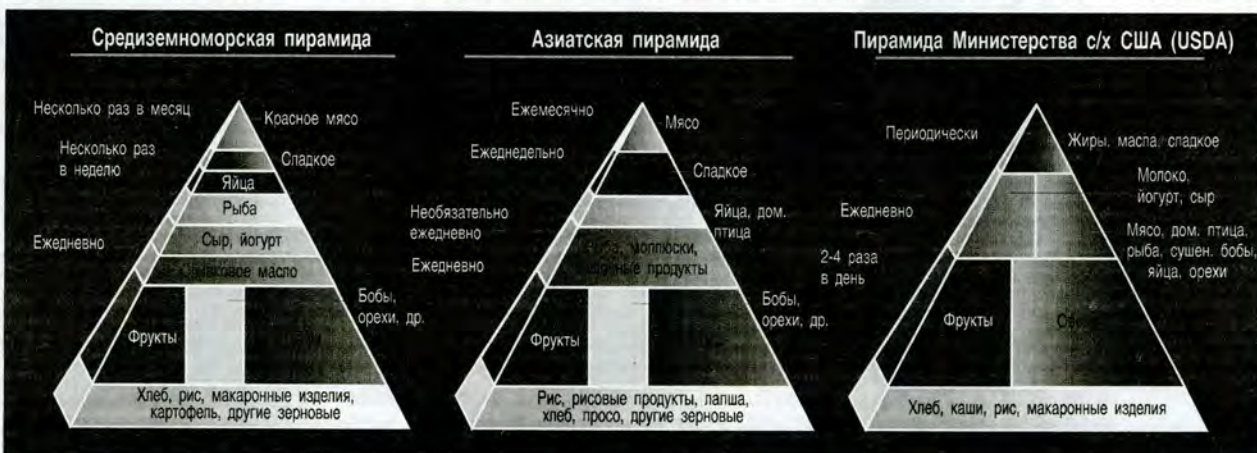 Средиземноморская пирамида
Несколько раз в месяц
Красное мясо
Несколько раз
в неделю
Сладкое
Яйца
Рыба
Ежедневно
Сыр, йогурт
масло
Бобы,
орехи, др.
Фрукты
Хлеб, рис, макаронные изделия,
картофель, другие зерновые
Азиатская пирамида
Ежемесячно
Мясо
Еженедельно
Сладкое
Необязательно
ежедневно
Яйца, дом.
птица
Ежедневно
моллюски,
продукты
Бобы,
орехи, др.
Фрукты
Рис, рисовые продукты, лапша,
хлеб, просо, другие зерновые
Пирамида Министерства с/х США (USDA)
Периодически
Жиры, масла, сладкое
Молоко,
йогурт, сыр
Ежедневно
Мясо, дом. птица,
рыба, сушен. бобы,
яйца, орехи
2-4 раза
в день
Фрукты
Хлеб, каши, рис, макаронные изделия